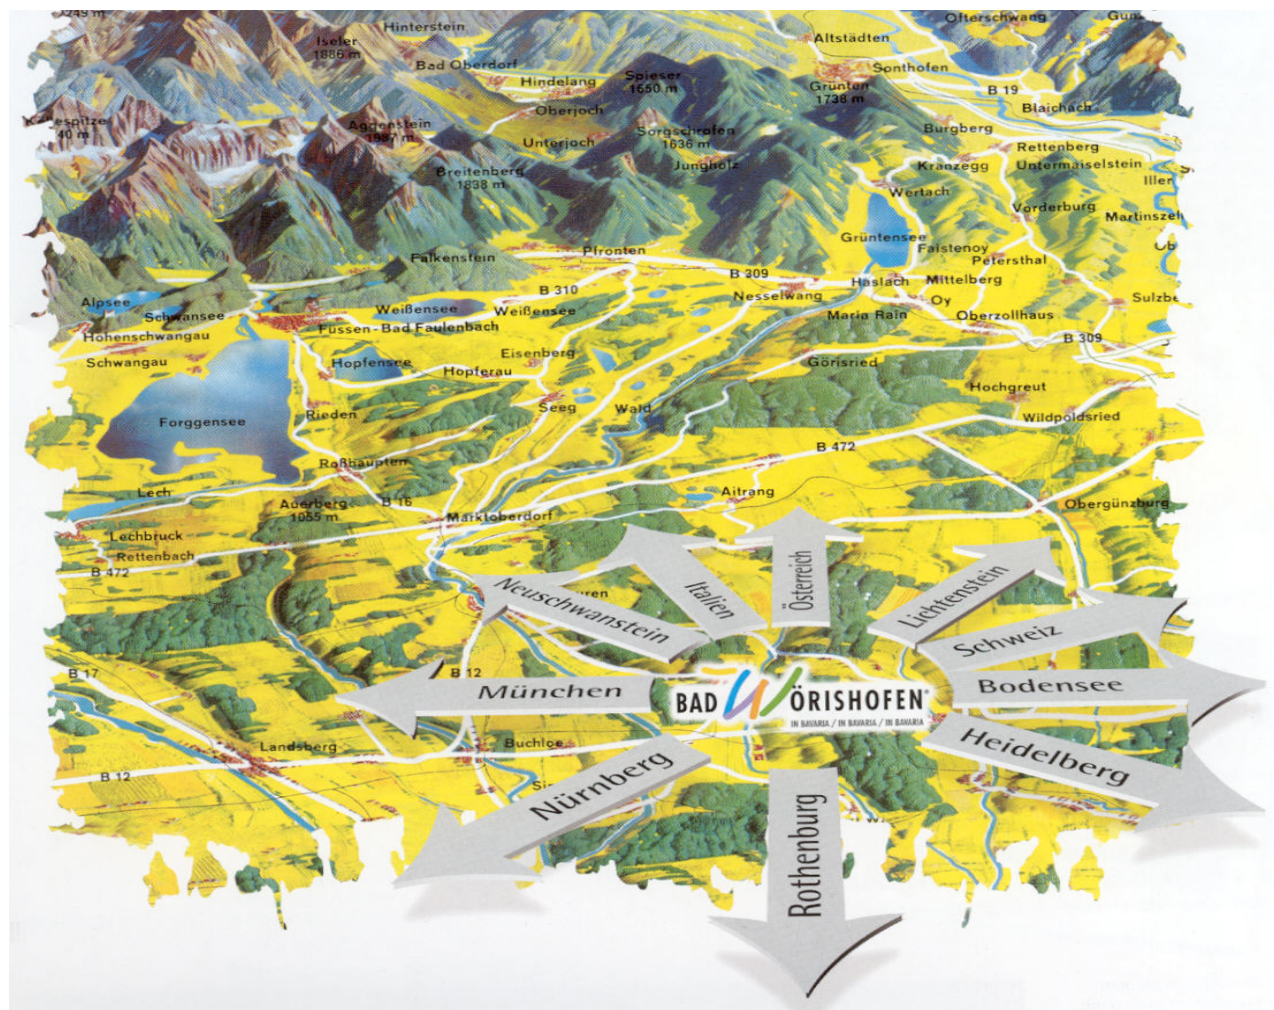 Hinterstein
Ofterschwang
Iseler
1886 m
Altstädten
Bad Oberdorf
Sonthofen
Hindelang
Spieser
1650 m
Grünten
1738 m
B 19
Oberjoch
Blaichach
Aggenstein
1987 m
Sorgschrofen
1636 m
Burgberg
Unterjoch
Rettenberg
Jungholz
Kranzegg
Untermaiselstein
Breitenberg
1838 m
Iller
Wertach
Vorderburg
Martinszell
Grüntensee
Faistenoy
Pfronten
Petersthal
Falkenstein
B 309
Haslach
Mittelberg
B 310
Nesselwang
Oy
Alpsee
Schwansee
Weißensee
Weißensee
Maria Rain
Oberzollhaus
Füssen - Bad Faulenbach
Hohenschwangau
B 309
Schwangau
Hopfensee
Eisenberg
Görisried
Hopferau
Hochgreut
Rieden
Seeg
Wald
Wildpoldsried
Forggensee
B 472
Roßhaupten
Lech
Auerberg
1055 m
B 16
Aitrang
Obergünzburg
Marktoberdorf
Lechbruck
Rettenbach
B 472
Neuschwanstein
Italien
Österreich
Lichtenstein
Schweiz
B 17
B 12
München
BAD WÖRISHOFEN®
IN BAVARIA / IN BAVARIA / IN BAVARIA
Bodensee
Landsberg
Buchloe
Heidelberg
B 12
Nürnberg
Rothenburg